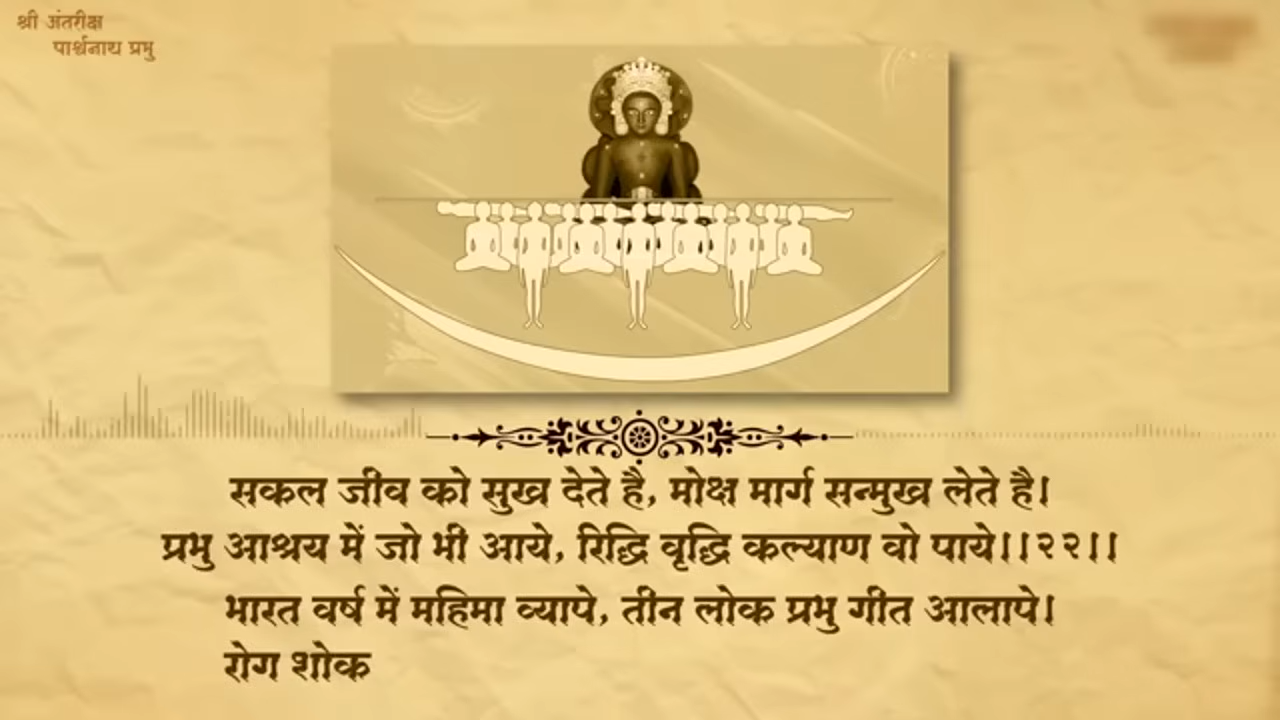 श्री अंतरीक्ष
पार्श्वनाथ प्रभु
सकल जीव को सुख देते है, मोक्ष मार्ग सन्मुख लेते है।
प्रभु आश्रय में जो भी आये, रिद्धि वृद्धि कल्याण वो पाये।।२२।।
भारत वर्ष में महिमा व्यापे, तीन लोक प्रभु गीत आलापे।
रोग शोक